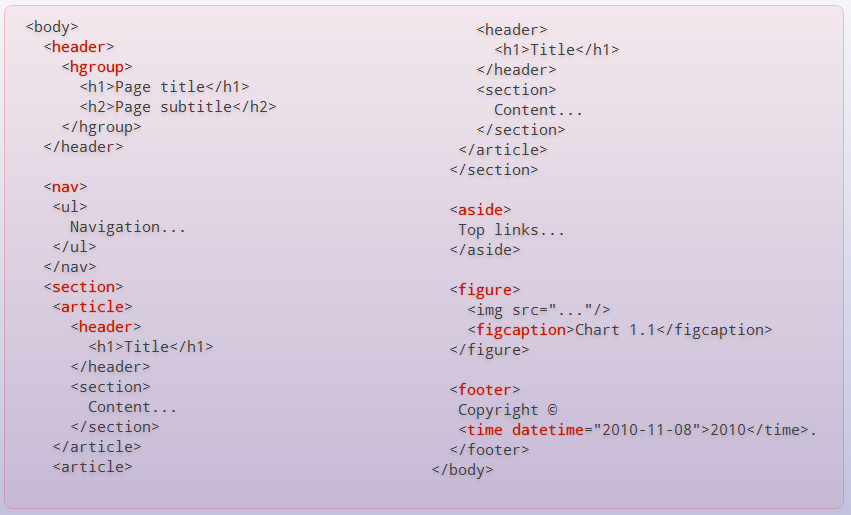 <body>
<header>
<hgroup>
<h1>Page title</h1>
<h2>Page subtitle</h2>
</hgroup>
</header>
<nav>
<ul>
Navigation...
</ul>
</nav>
<section>
<article>
<header>
<h1>Title</h1>
</header>
<section>
Content...
</section>
</article>
<article>
<header>
<h1>Title</h1>
</header>
<section>
Content...
</section>
</article>
</section>
<aside>
Top links...
</aside>
<figure>
<img src="..."/>
<figcaption>Chart 1.1</figcaption>
</figure>
<footer>
Copyright ©
<time datetime="2010-11-08">2010</time>.
</footer>
</body>